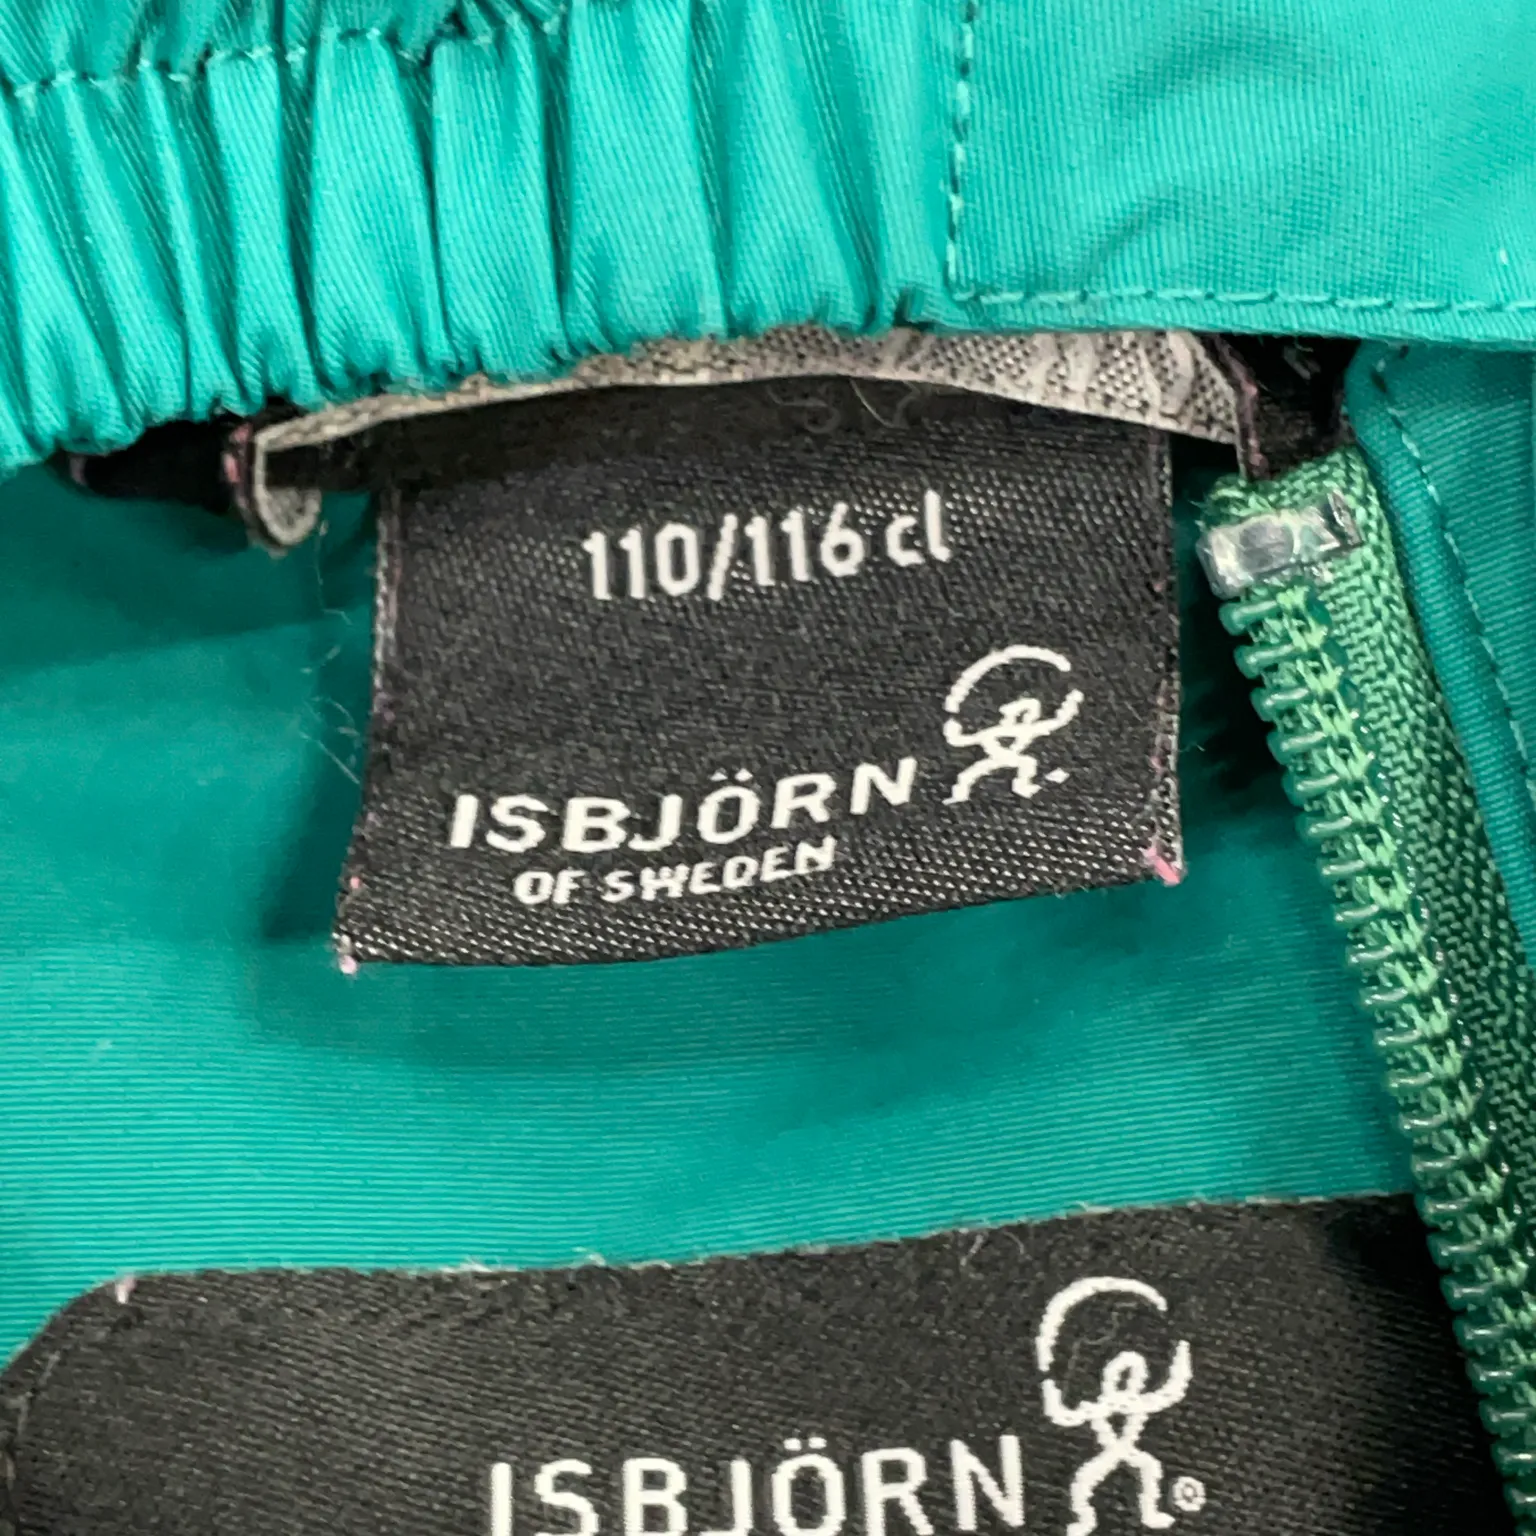 110/116 cl
ISBJÖRN
OF SWEDEN
ISBJÖRN
®